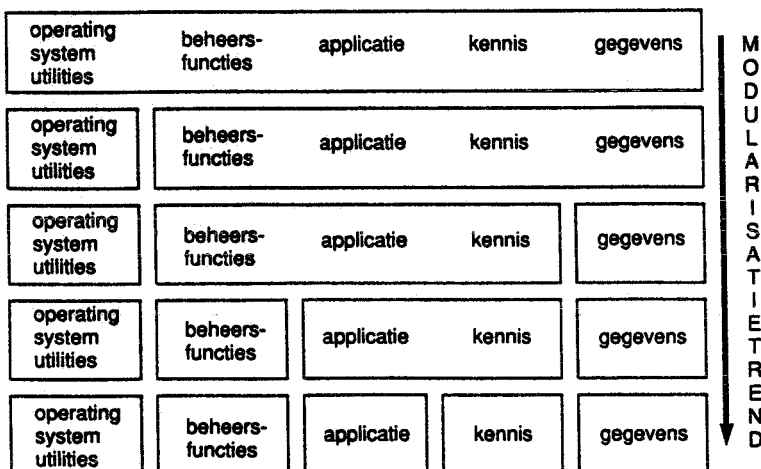 operating
system
utilities
beheers-
functies
applicatie
kennis
gegevens
operating
system
utilities
beheers-
functies
applicatie
kennis
gegevens
operating
system
utilities
beheers-
functies
applicatie
kennis
gegevens
operating
system
utilities
beheers-
functies
applicatie
kennis
gegevens
operating
system
utilities
beheers-
functies
applicatie
kennis
gegevens
MODULARISATIETREND